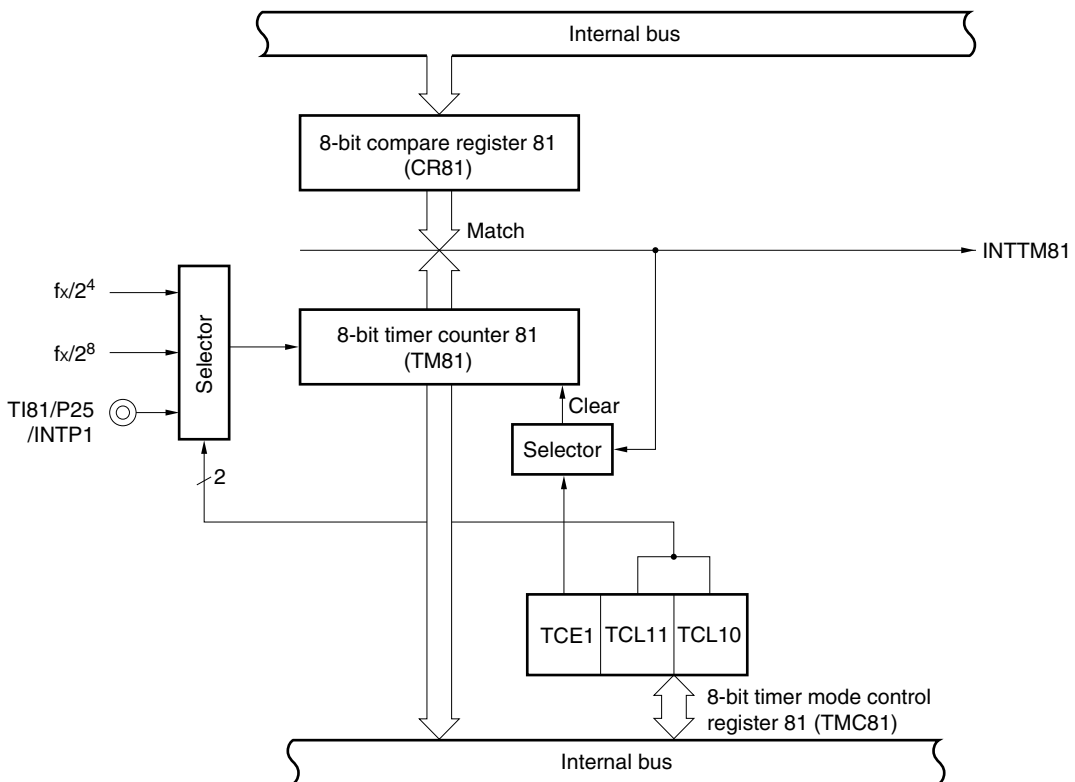 Internal bus
8-bit compare register 81
(CR81)
Match
INTTM81
fx/2⁴
fx/2⁸
TI81/P25
/INTP1
Selector
8-bit timer counter 81
(TM81)
Clear
Selector
2
TCE1 TCL11 TCL10
8-bit timer mode control
register 81 (TMC81)
Internal bus